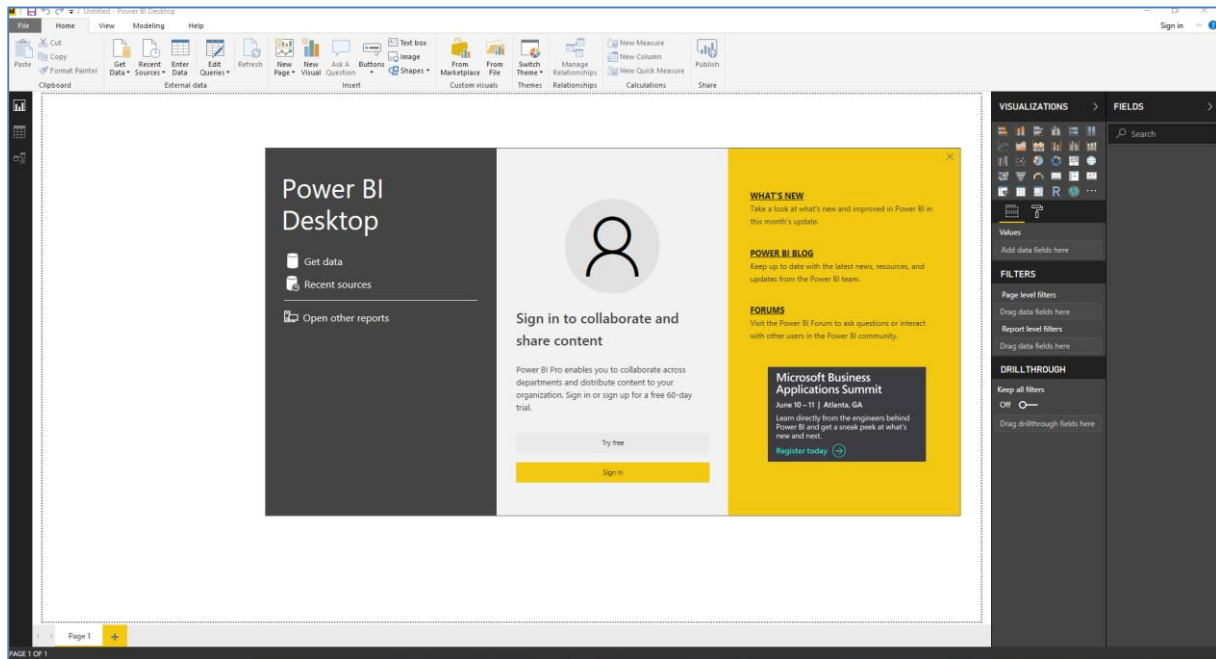 Untitled - Power BI Desktop
File Home View Modeling Help Sign in
Cut
Copy
Format Painter
Paste
Clipboard
Get Data
Recent Sources
Enter Data
Edit Queries
Refresh
External data
New Page
New Visual
Ask A Question
Buttons
Text box
Image
Shapes
Insert
From Marketplace
From File
Custom visuals
Switch Theme
Themes
Manage Relationships
Relationships
New Measure
New Column
New Quick Measure
Calculations
Publish
Share
Power BI
Desktop
Get data
Recent sources
Open other reports
Sign in to collaborate and
share content
Power BI Pro enables you to collaborate across
departments and distribute content to your
organization. Sign in or sign up for a free 60-day
trial.
Try free
Sign in
WHAT'S NEW
Take a look at what's new and improved in Power BI in
this month's update.
POWER BI BLOG
Keep up to date with the latest news, resources, and
updates from the Power BI team.
FORUMS
Visit the Power BI Forum to ask questions or interact
with other users in the Power BI community.
Microsoft Business
Applications Summit
June 10 – 11 | Atlanta, GA
Learn directly from the engineers behind
Power BI and get a sneak peek at what's
new and next.
Register today
VISUALIZATIONS
R
Values
Add data fields here
FILTERS
Page level filters
Drag data fields here
Report level filters
Drag data fields here
DRILLTHROUGH
Keep all filters
Off
Drag drillthrough fields here
FIELDS
Search
Page 1
PAGE 1 OF 1